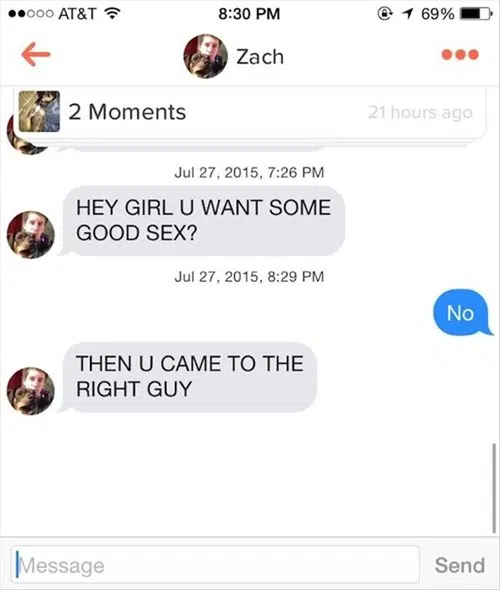 AT&T 8:30 PM 69%
Zach
2 Moments 21 hours ago
Jul 27, 2015, 7:26 PM
HEY GIRL U WANT SOME
GOOD SEX?
Jul 27, 2015, 8:29 PM
No
THEN U CAME TO THE
RIGHT GUY
Message Send